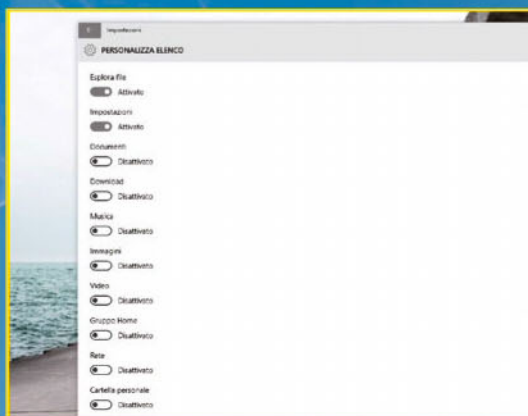 Impostazioni
PERSONALIZZA ELENCO
Esplora file
Attivato
Impostazioni
Attivato
Documenti
Disattivato
Download
Disattivato
Musica
Disattivato
Immagini
Disattivato
Video
Disattivato
Gruppo Home
Disattivato
Rete
Disattivato
Cartella personale
Disattivato